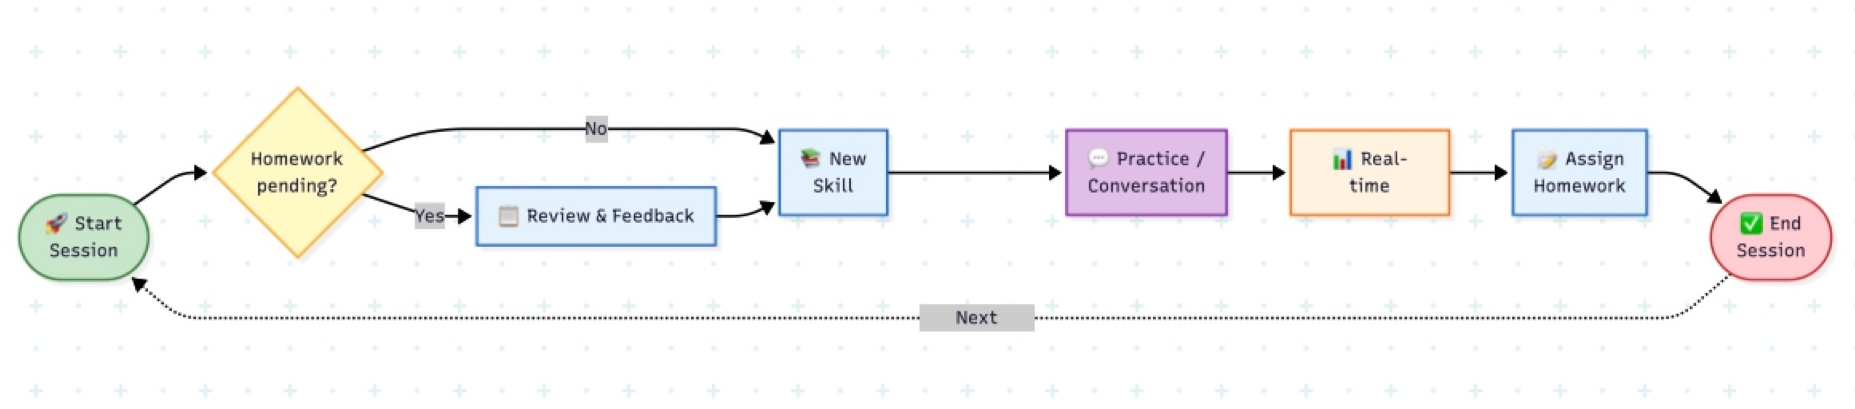 🚀 Start
Session
Homework
pending?
No
Yes
📋 Review & Feedback
📚 New
Skill
💬 Practice /
Conversation
📊 Real-
time
📝 Assign
Homework
✅ End
Session
Next